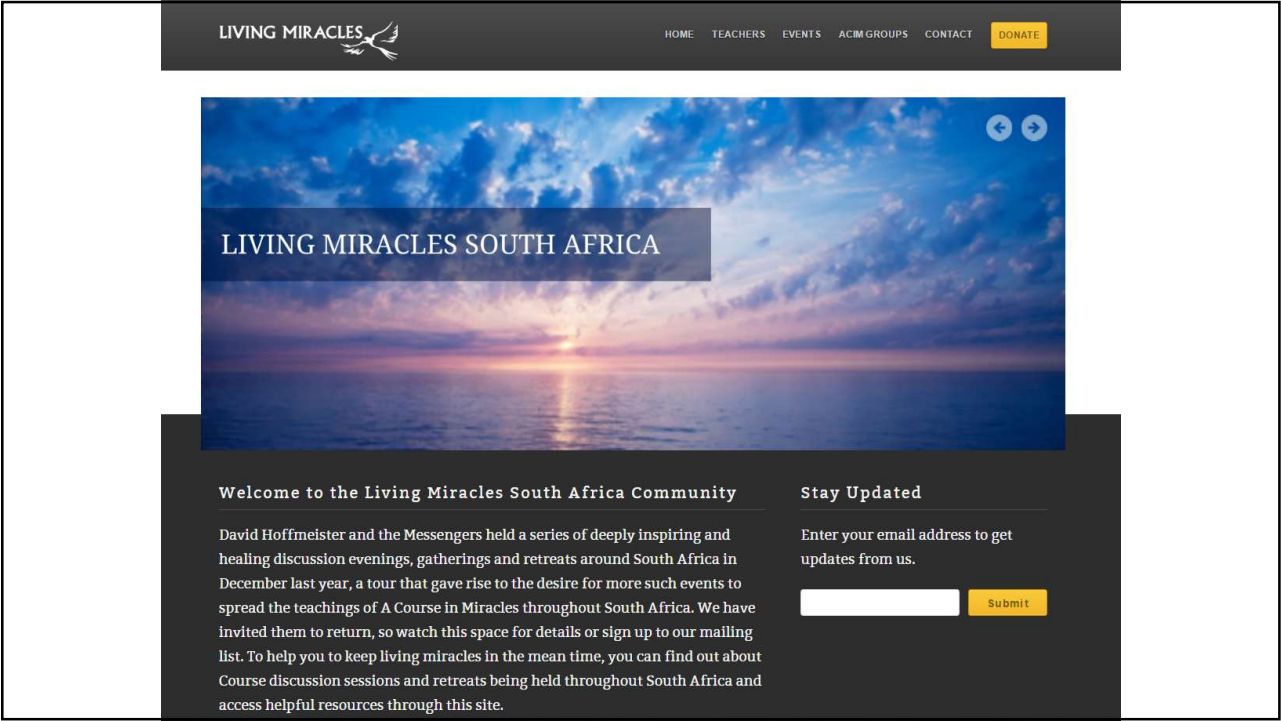 LIVING MIRACLES
HOME TEACHERS EVENTS ACIM GROUPS CONTACT DONATE
LIVING MIRACLES SOUTH AFRICA
Welcome to the Living Miracles South Africa Community
David Hoffmeister and the Messengers held a series of deeply inspiring and
healing discussion evenings, gatherings and retreats around South Africa in
December last year, a tour that gave rise to the desire for more such events to
spread the teachings of A Course in Miracles throughout South Africa. We have
invited them to return, so watch this space for details or sign up to our mailing
list. To help you to keep living miracles in the mean time, you can find out about
Course discussion sessions and retreats being held throughout South Africa and
access helpful resources through this site.
Stay Updated
Enter your email address to get
updates from us.
Submit